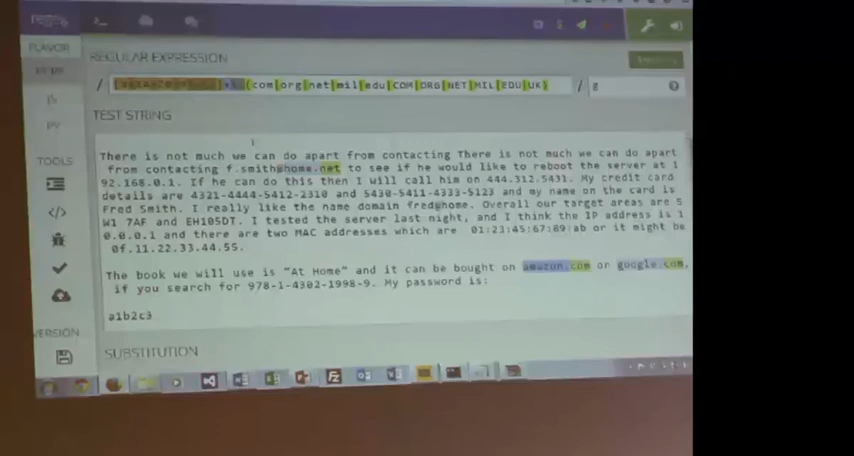 FLAVOR
REGULAR EXPRESSION
/ (com|org|net|mil|edu|COM|ORG|NET|MIL|EDU|UK) / g
JS
PY
TEST STRING
There is not much we can do apart from contacting There is not much we can do apart
from contacting f.smith@home.net to see if he would like to reboot the server at 1
92.168.0.1. If he can do this then I will call him on 444.312.5431. My credit card
details are 4321-4444-5412-2310 and 5430-5411-4333-5123 and my name on the card is
Fred Smith. I really like the name domain fred@home. Overall our target areas are S
W1 7AF and EH105DT. I tested the server last night, and I think the IP address is 1
0.0.0.1 and there are two MAC addresses which are 01:23:45:67:89:ab or it might be
0f.11.22.33.44.55.
The book we will use is "At Home" and it can be bought on amazon.com or google.com,
if you search for 978-1-4302-1998-9. My password is:
a1b2c3
TOOLS
VERSION
SUBSTITUTION